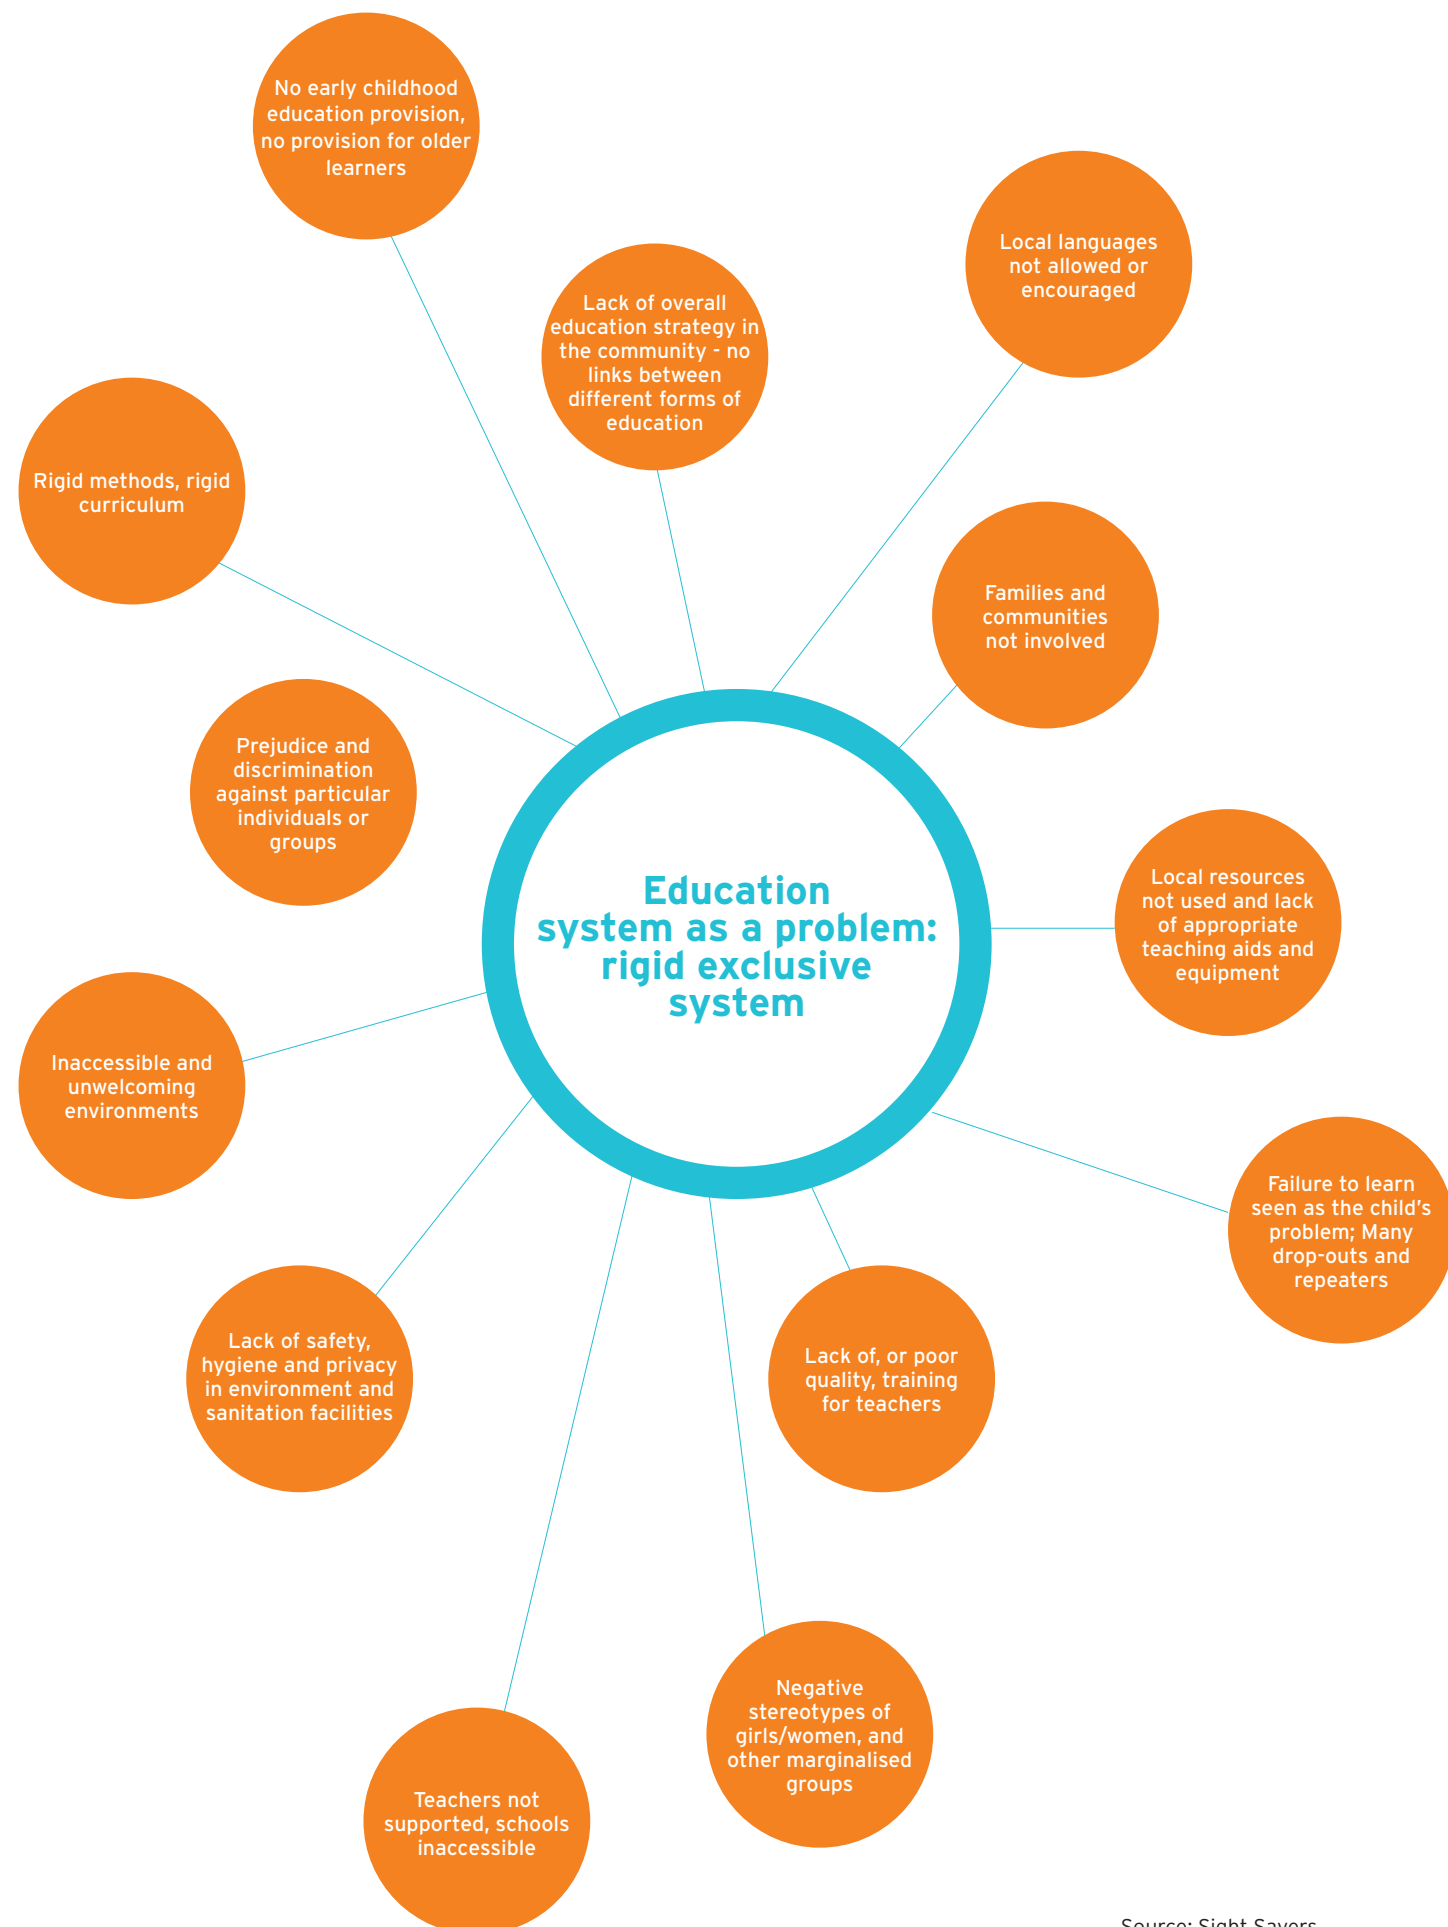 No early childhood
education provision,
no provision for older
learners
Local languages
not allowed or
encouraged
Lack of overall
education strategy in
the community - no
links between
different forms of
education
Rigid methods, rigid
curriculum
Families and
communities
not involved
Prejudice and
discrimination
against particular
individuals or
groups
Education
system as a problem:
rigid exclusive
system
Local resources
not used and lack
of appropriate
teaching aids and
equipment
Inaccessible and
unwelcoming
environments
Failure to learn
seen as the child’s
problem; Many
drop-outs and
repeaters
Lack of safety,
hygiene and privacy
in environment and
sanitation facilities
Lack of, or poor
quality, training
for teachers
Negative
stereotypes of
girls/women, and
other marginalised
groups
Teachers not
supported, schools
inaccessible
Source: Sight Savers